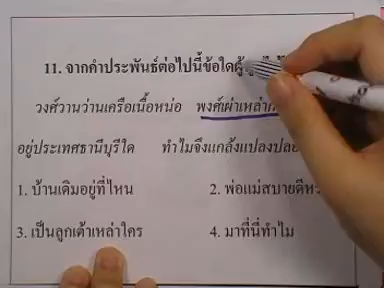 11. จากคำประพันธ์ต่อไปนี้ข้อใดผู้
วงศ์วานว่านเครือเนื้อหน่อ พงศ์เผ่าเหล่า
อยู่ประเทศธานีบุรีใด ทำไมจึงแกล้งแปลงปลอ
1. บ้านเดิมอยู่ที่ไหน 2. พ่อแม่สบายดี
3. เป็นลูกเต้าเหล่าใคร 4. มาที่นี่ทำไม